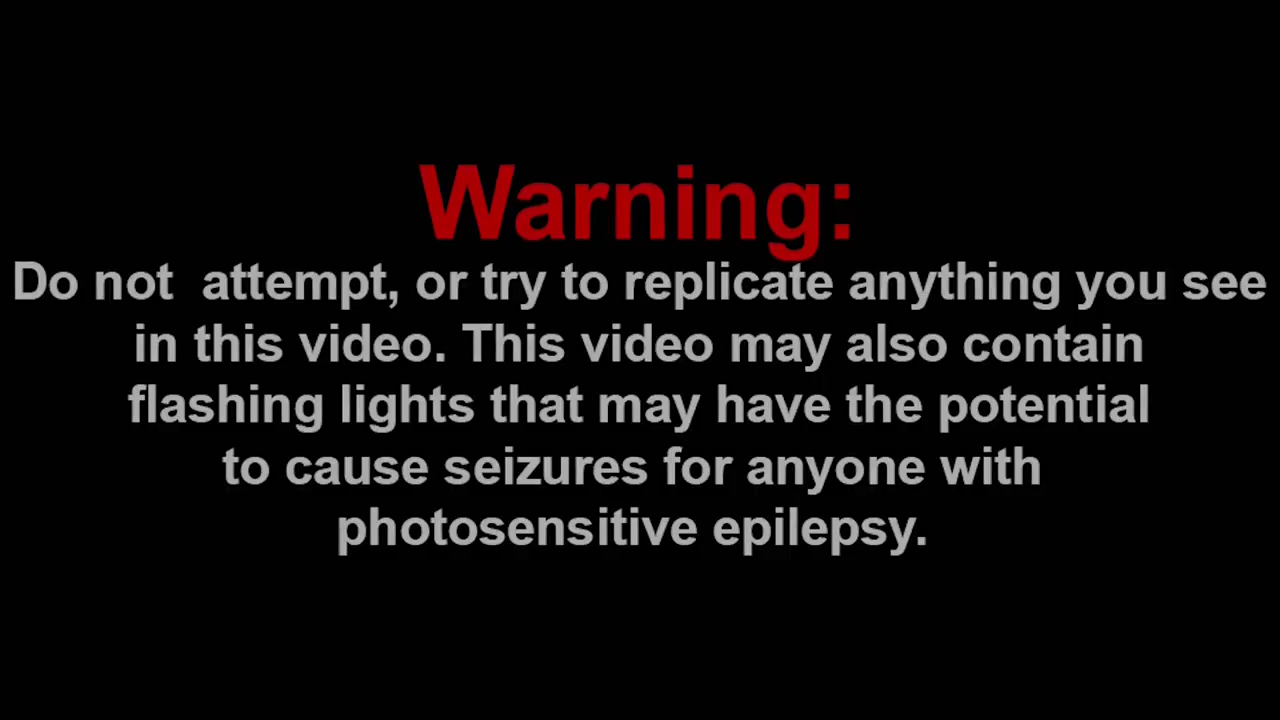 Warning:
Do not  attempt, or try to replicate anything you see
in this video. This video may also contain
flashing lights that may have the potential
to cause seizures for anyone with
photosensitive epilepsy.